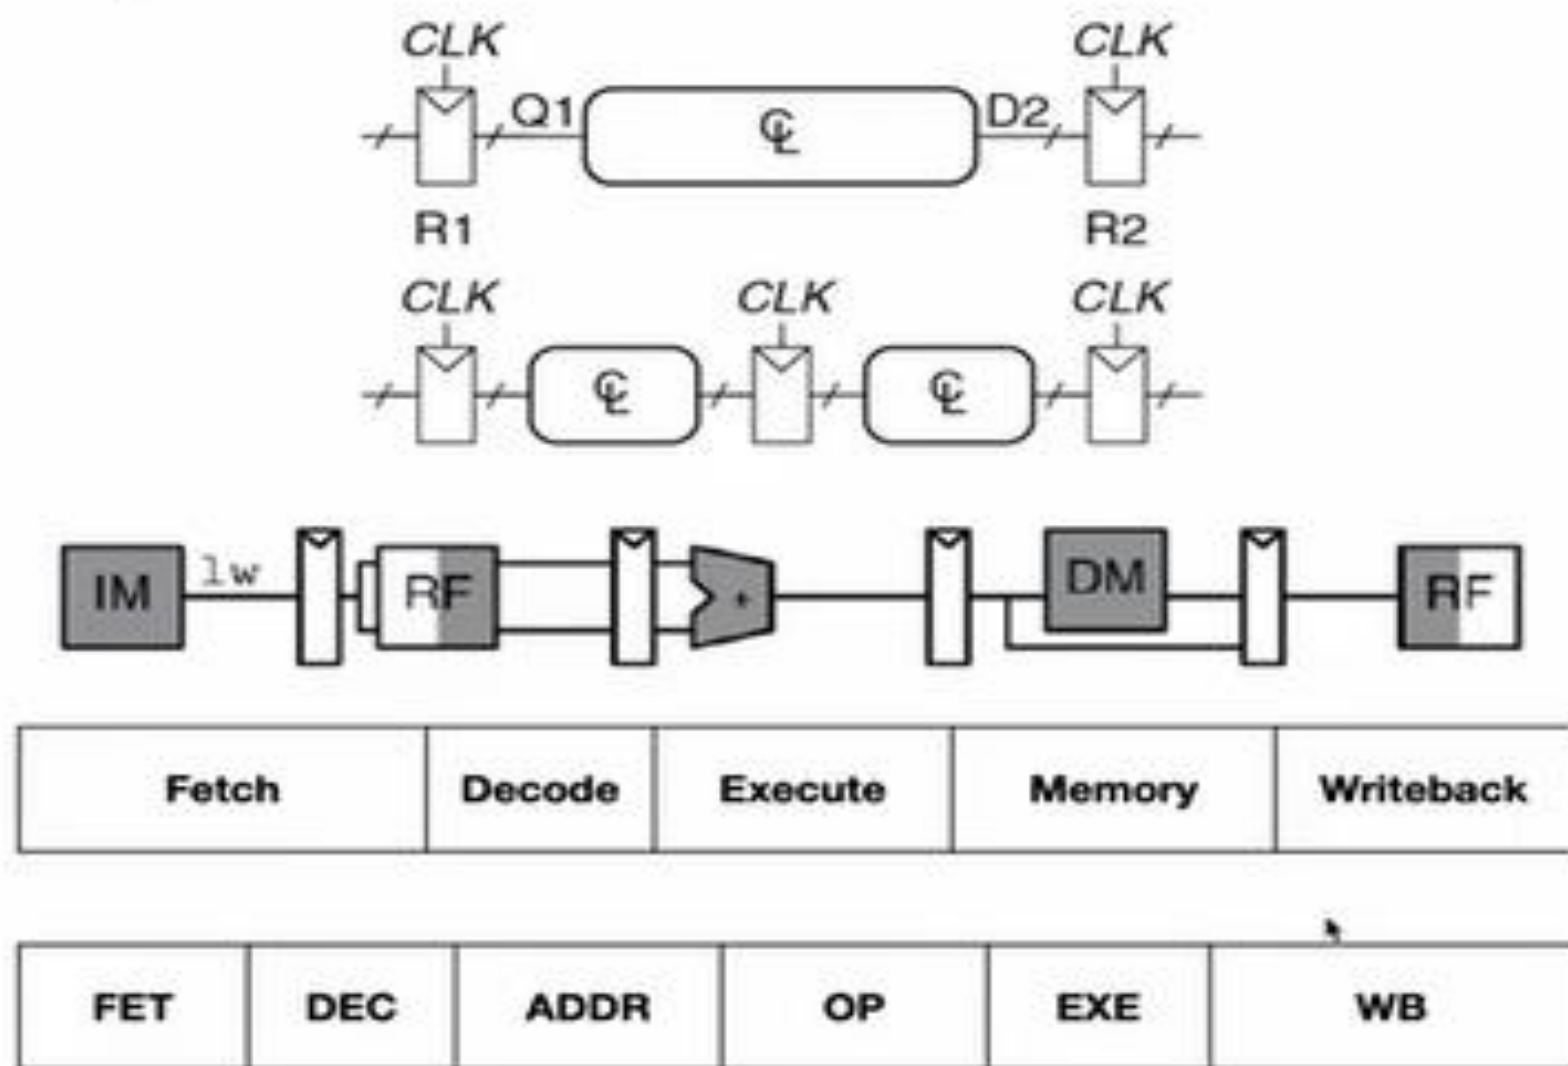 CLK CLK
Q1 CL D2
R1 R2
CLK CLK CLK
CL CL
IM lw RF + DM RF
Fetch Decode Execute Memory Writeback
FET DEC ADDR OP EXE WB